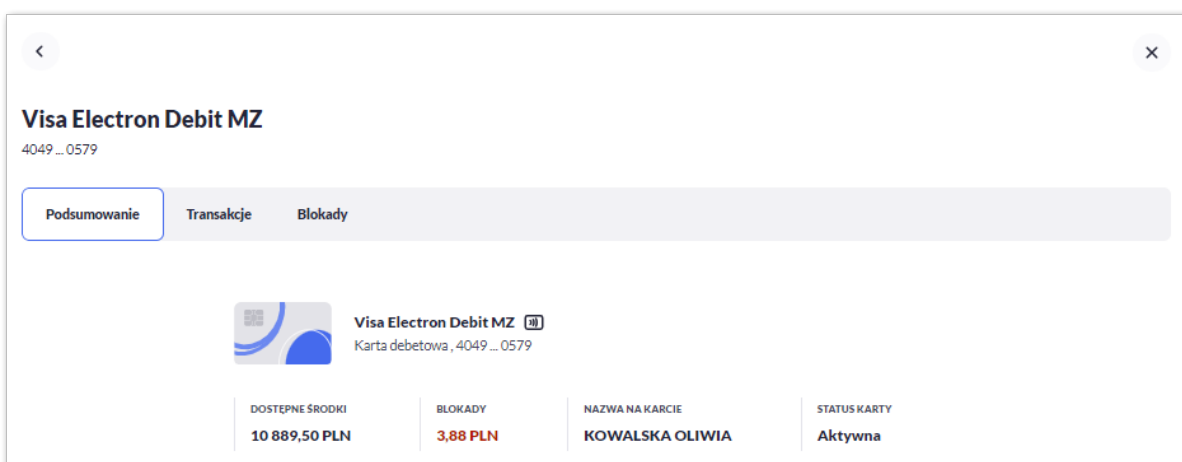 Visa Electron Debit MZ
4049 ... 0579
Podsumowanie Transakcje Blokady
Visa Electron Debit MZ
Karta debetowa , 4049 ... 0579
DOSTĘPNE ŚRODKI BLOKADY NAZWA NA KARCIE STATUS KARTY
10 889,50 PLN 3,88 PLN KOWALSKA OLIWIA Aktywna